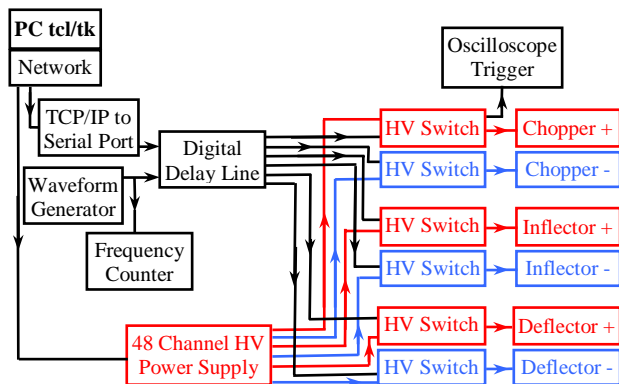 PC tcl/tk
Network
TCP/IP to
Serial Port
Waveform
Generator
Frequency
Counter
Digital
Delay Line
48 Channel HV
Power Supply
Oscilloscope
Trigger
HV Switch
Chopper +
HV Switch
Chopper -
HV Switch
Inflector +
HV Switch
Inflector -
HV Switch
Deflector +
HV Switch
Deflector -